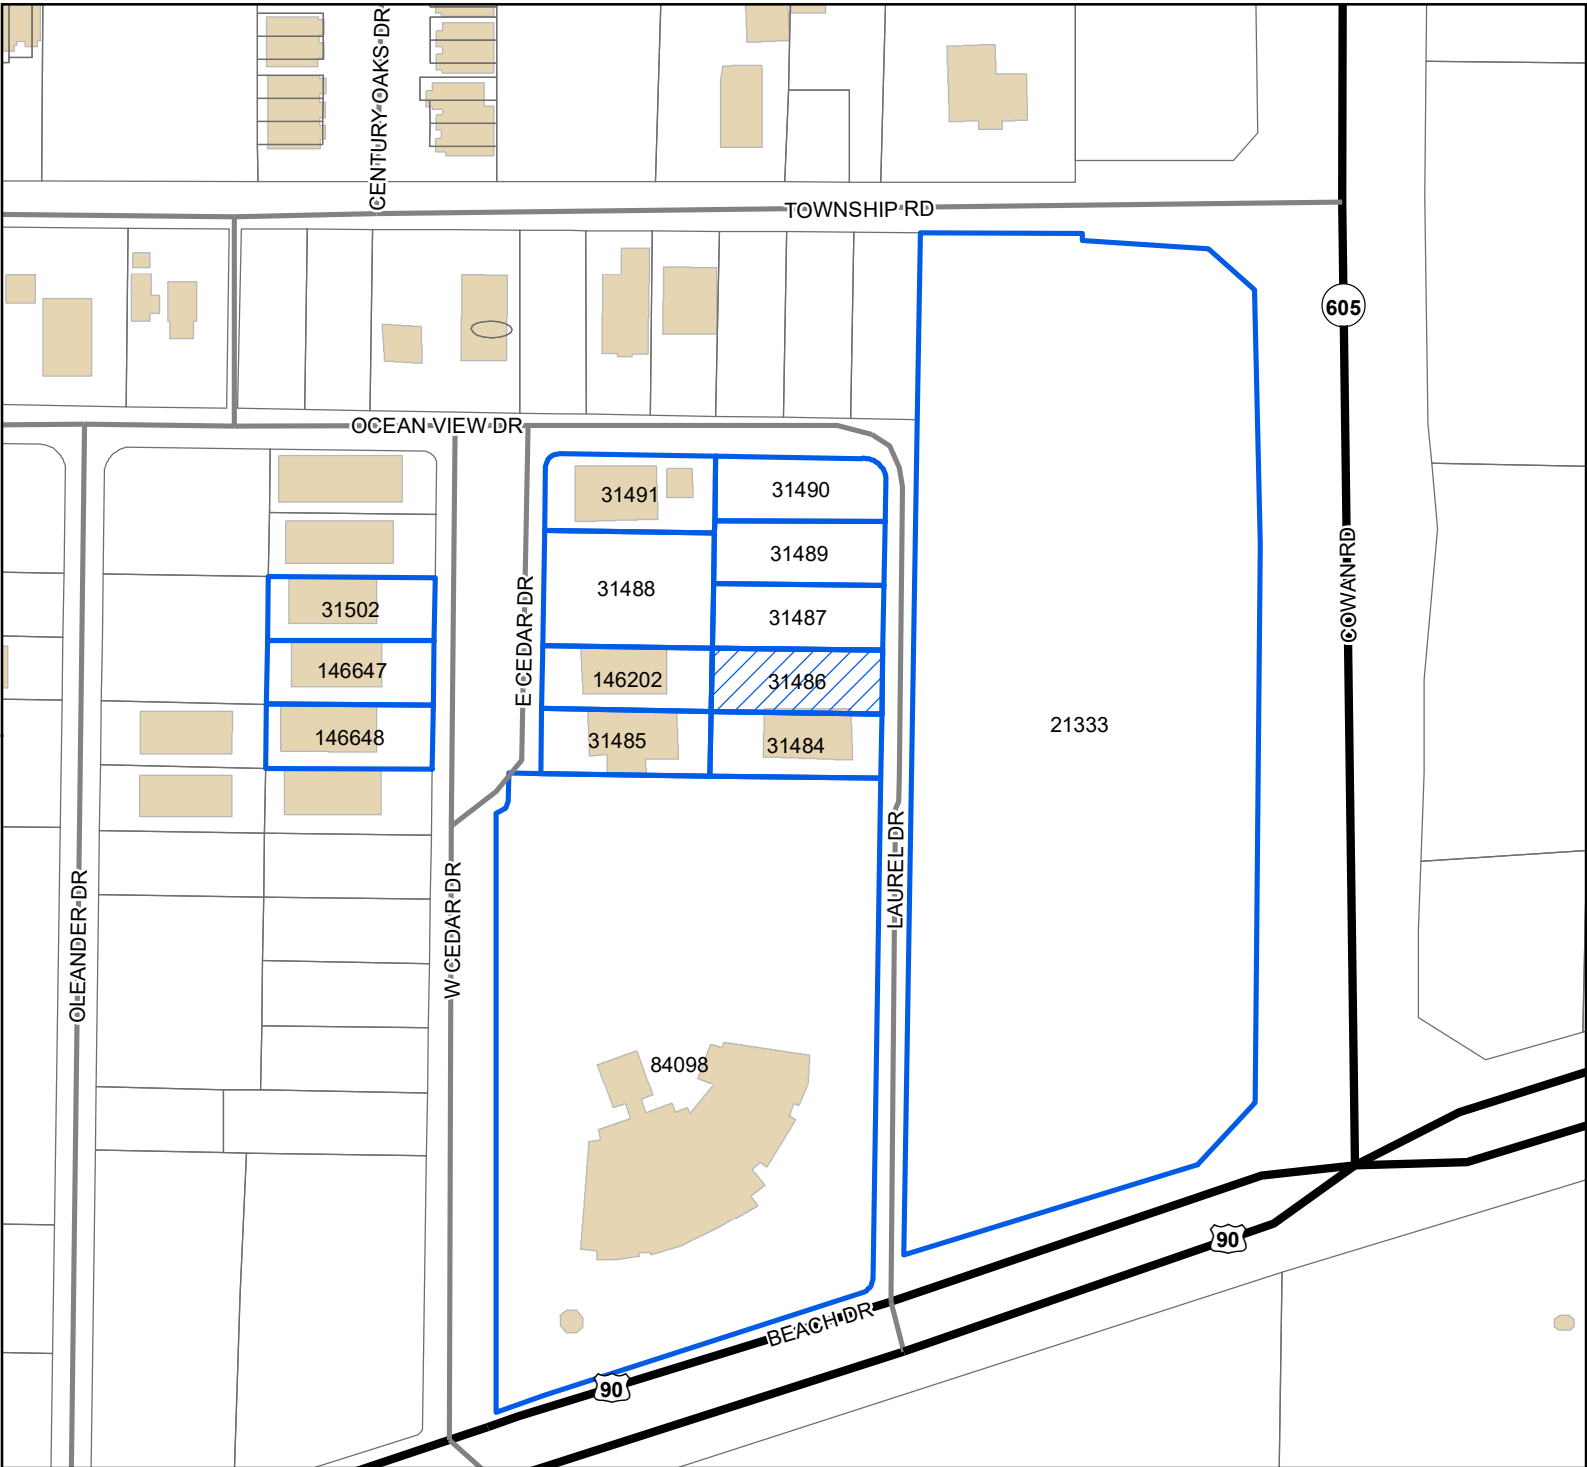 CENTURY OAKS DR
TOWNSHIP RD
605
OCEAN VIEW DR
31491
31490
31489
31488
31487
31502
146647
146648
146202
31486
31485
31484
E CEDAR DR
COWAN RD
21333
LAUREL DR
OLEANDER DR
W CEDAR DR
84098
90
BEACH DR
90